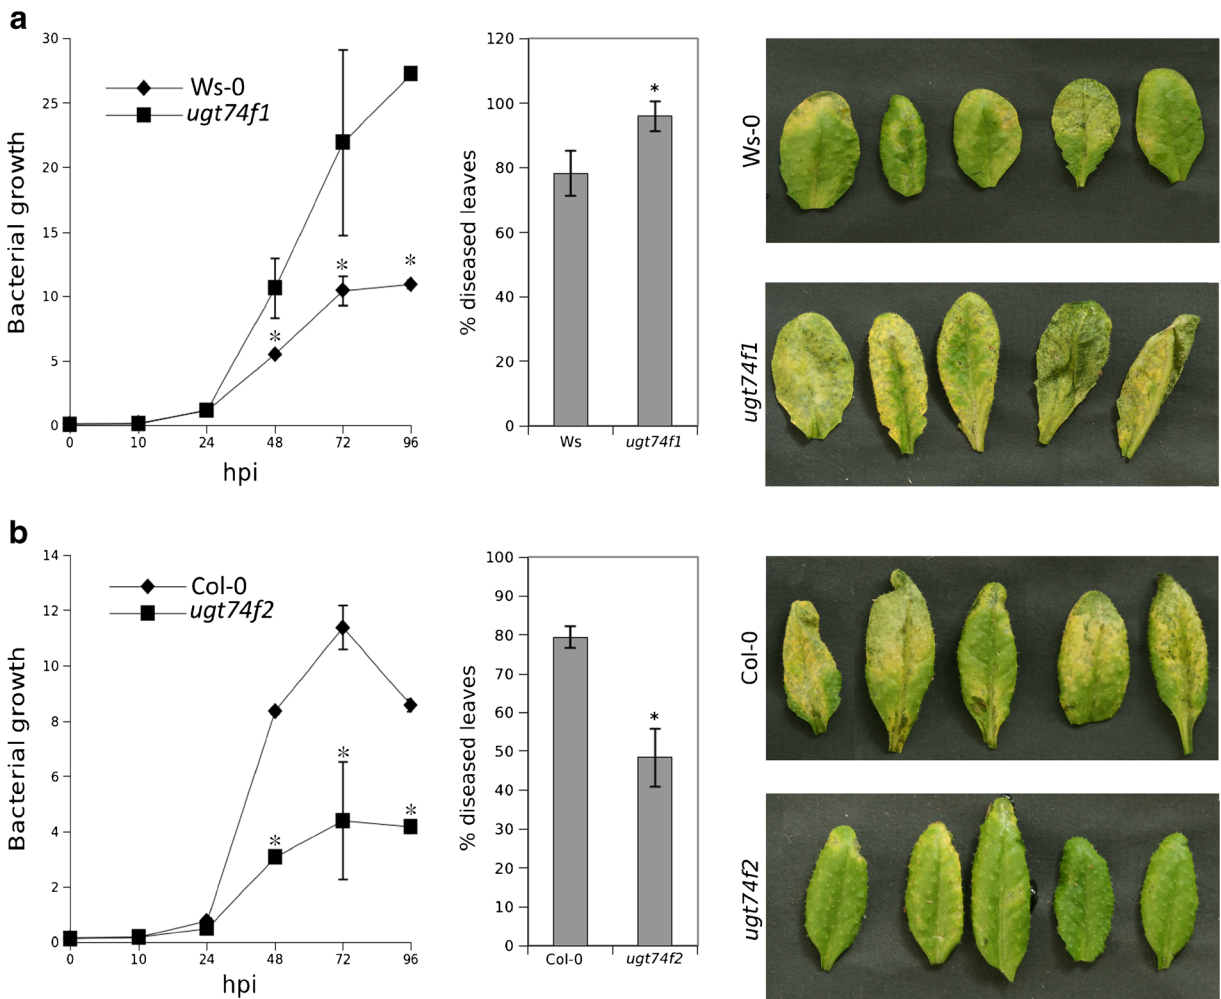 a
30
25
20
15
10
5
0
Bacterial growth
Ws-0
ugt74f1
*
*
*
0 10 24 48 72 96
hpi
120
100
80
60
40
20
0
% diseased leaves
*
Ws ugt74f1
Ws-0
ugt74f1
b
14
12
10
8
6
4
2
0
Bacterial growth
Col-0
ugt74f2
*
*
*
0 10 24 48 72 96
hpi
100
90
80
70
60
50
40
30
20
10
0
% diseased leaves
*
Col-0 ugt74f2
Col-0
ugt74f2